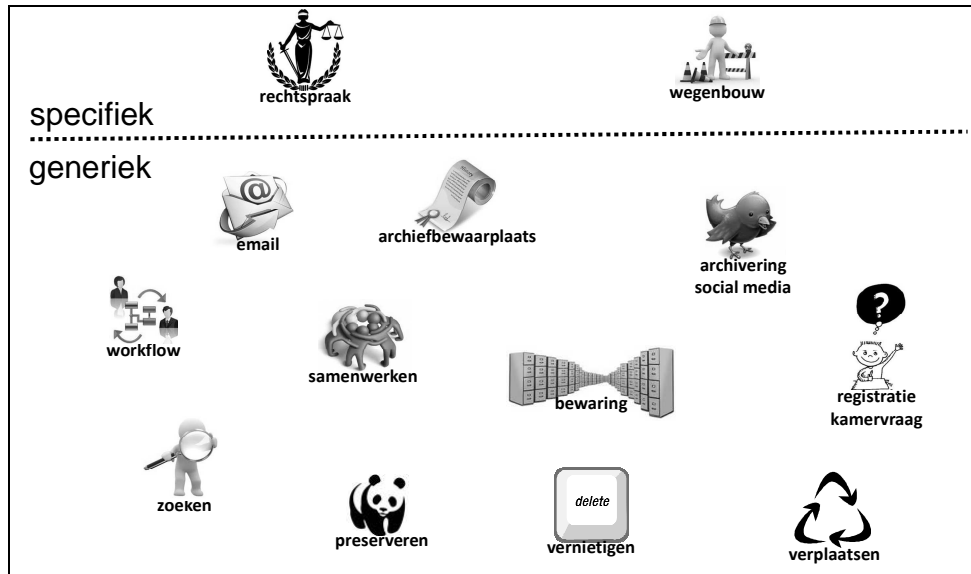 rechtspraak
wegenbouw
specifiek
generiek
@
email
archiefbewaarplaats
archivering
social media
?
workflow
samenwerken
bewaring
registratie
kamervraag
zoeken
delete
preserveren
vernietigen
verplaatsen